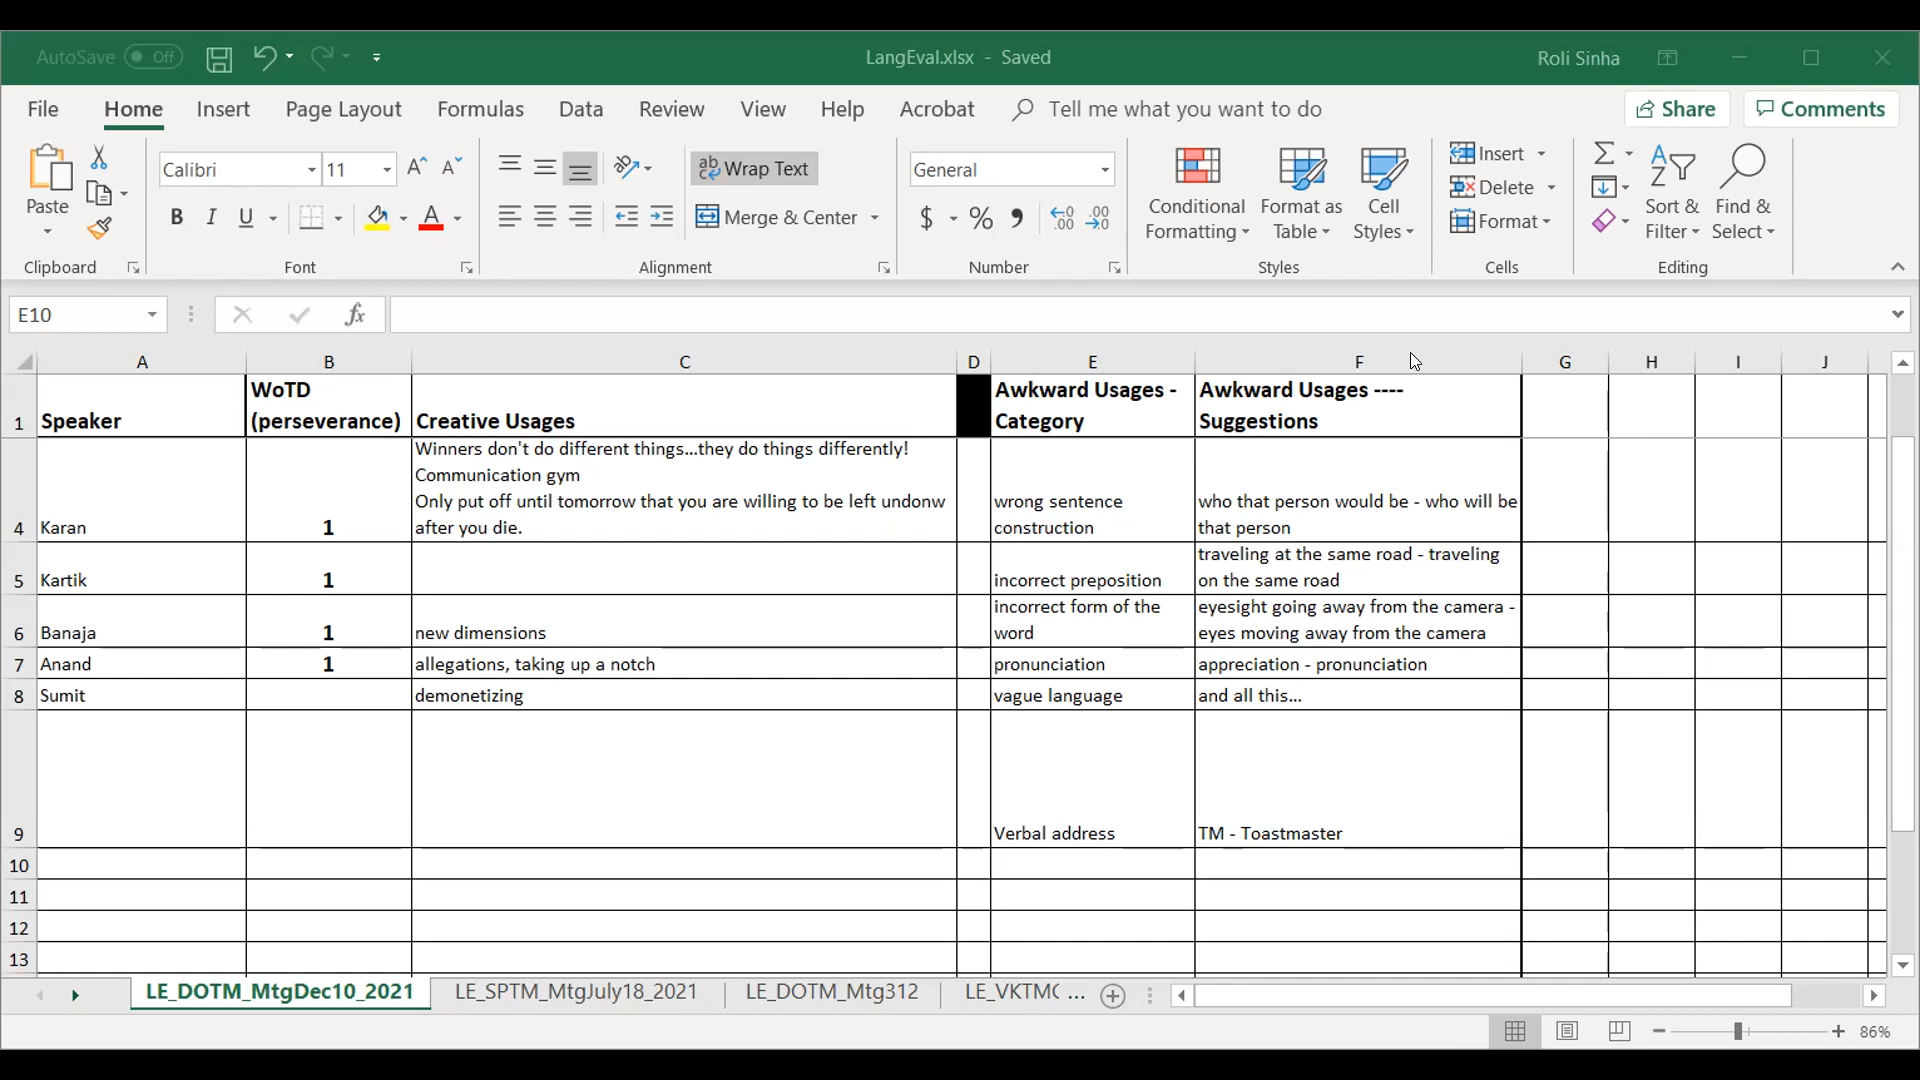 AutoSave Off
LangEval.xlsx - Saved
Roli Sinha
File Home Insert Page Layout Formulas Data Review View Help Acrobat Tell me what you want to do Share Comments
Paste
Clipboard
Calibri 11
B I U A
Font
ab Wrap Text
Merge & Center
Alignment
General
$ % , .00 .0
Number
Conditional Formatting
Format as Table
Cell Styles
Styles
Insert
Delete
Format
Cells
Sort & Filter
Find & Select
Editing
E10 fx
A B C D E F G H I J
1 Speaker
WoTD
(perseverance)
Creative Usages
Awkward Usages -
Category
Awkward Usages ----
Suggestions
4 Karan 1
Winners don't do different things...they do things differently!
Communication gym
Only put off until tomorrow that you are willing to be left undonw
after you die.
wrong sentence
construction
who that person would be - who will be
that person
5 Kartik 1
incorrect preposition
traveling at the same road - traveling
on the same road
6 Banaja 1 new dimensions
incorrect form of the
word
eyesight going away from the camera -
eyes moving away from the camera
7 Anand 1 allegations, taking up a notch pronunciation appreciation - pronunciation
8 Sumit demonetizing vague language and all this...
9 Verbal address TM - Toastmaster
10
11
12
13
LE_DOTM_MtgDec10_2021 LE_SPTM_MtgJuly18_2021 LE_DOTM_Mtg312 LE_VKTM ...
86%